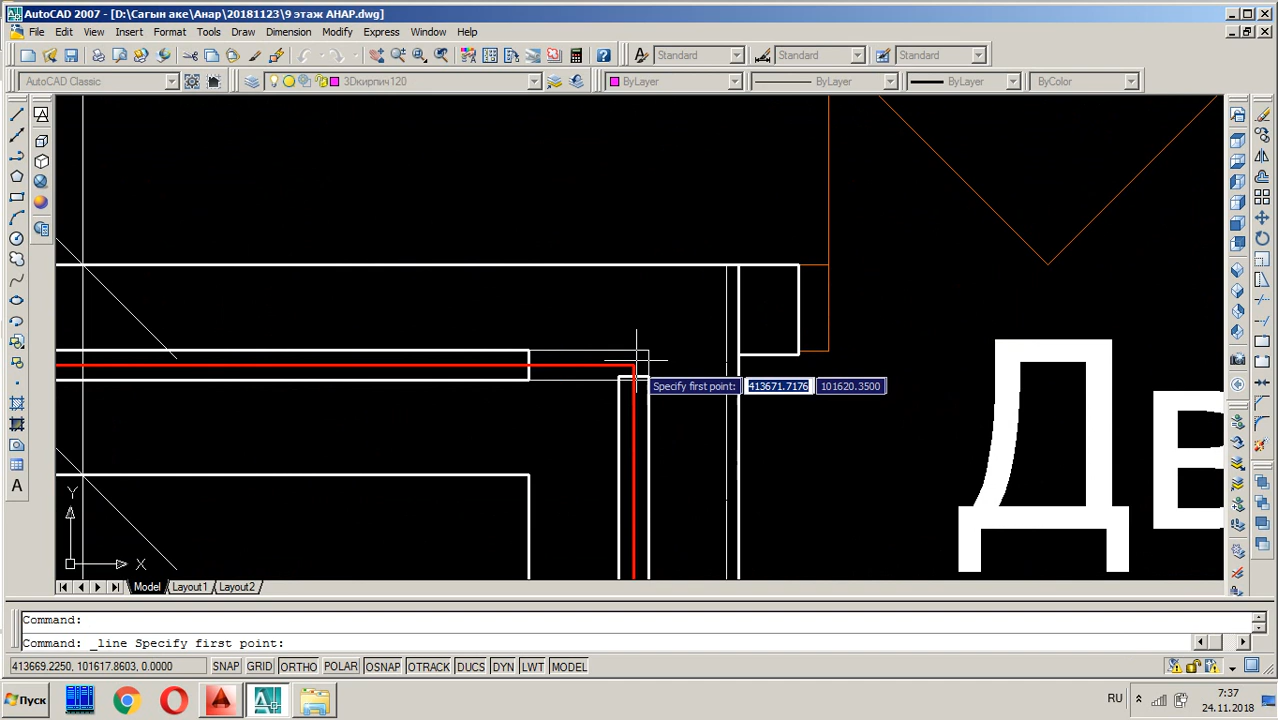 AutoCAD 2007 - [D:\Сагын аке\Анар\20181123\9 этаж АНАР.dwg]
File Edit View Insert Format Tools Draw Dimension Modify Express Window Help
Standard Standard Standard
AutoCAD Classic 3Dкирпич120 ByLayer ByLayer ByLayer ByColor
Specify first point: 413671.7176 101620.3500
Дв
Y
X
Model Layout1 Layout2
Command:
Command: _line Specify first point:
413669.2250, 101617.8603, 0.0000 SNAP GRID ORTHO POLAR OSNAP OTRACK DUCS DYN LWT MODEL
Пуск RU 7:37
24.11.2018